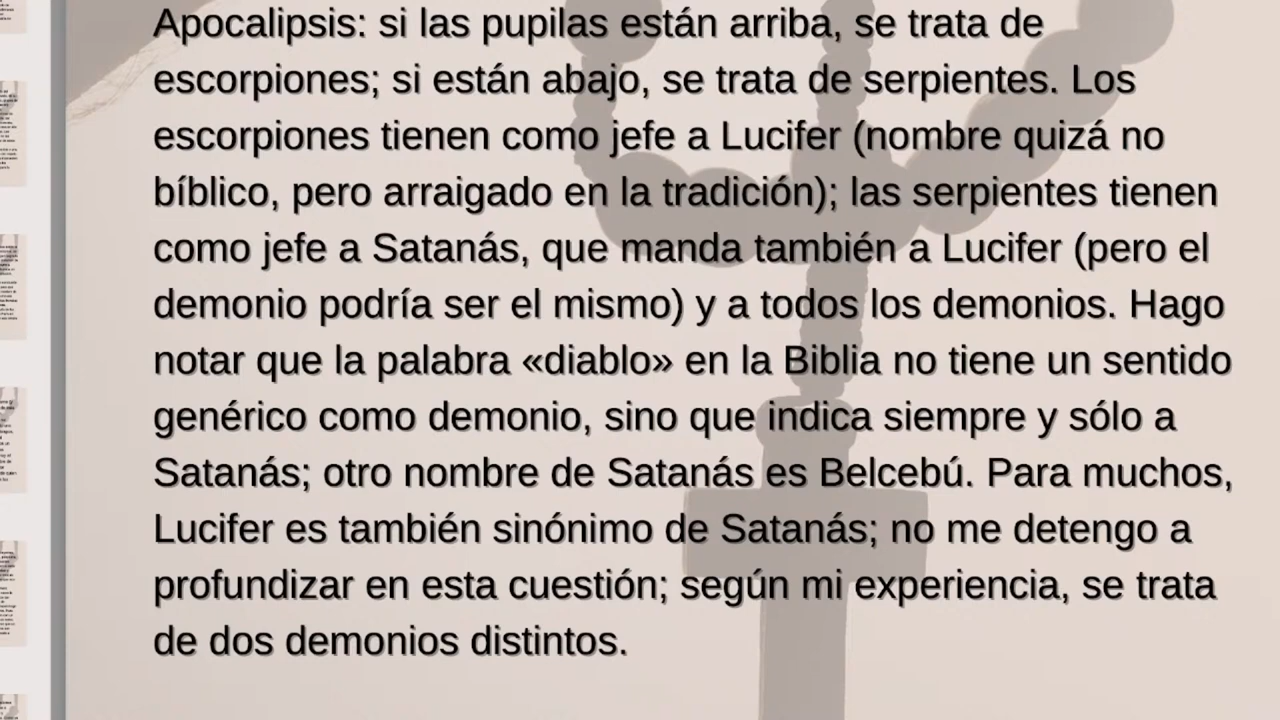 Apocalipsis: si las pupilas están arriba, se trata de
escorpiones; si están abajo, se trata de serpientes. Los
escorpiones tienen como jefe a Lucifer (nombre quizá no
bíblico, pero arraigado en la tradición); las serpientes tienen
como jefe a Satanás, que manda también a Lucifer (pero el
demonio podría ser el mismo) y a todos los demonios. Hago
notar que la palabra «diablo» en la Biblia no tiene un sentido
genérico como demonio, sino que indica siempre y sólo a
Satanás; otro nombre de Satanás es Belcebú. Para muchos,
Lucifer es también sinónimo de Satanás; no me detengo a
profundizar en esta cuestión; según mi experiencia, se trata
de dos demonios distintos.